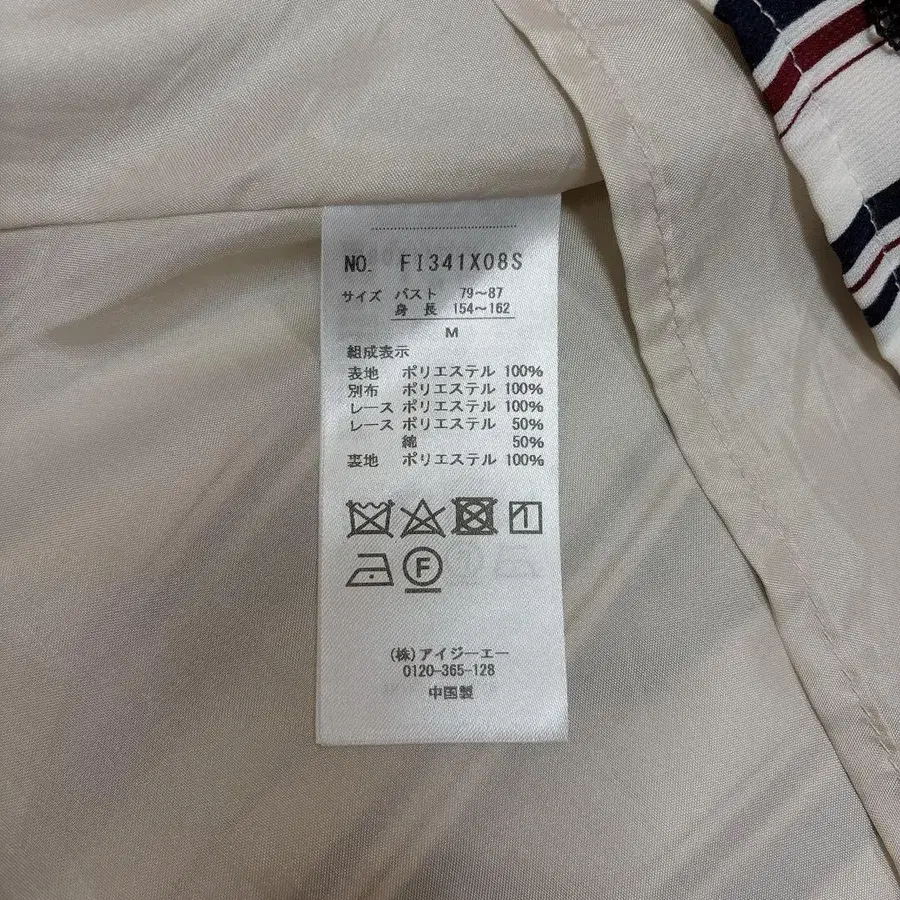 NO. FI341X08S
サイズ バスト 79～87
身長 154～162
M
組成表示
表地 ポリエステル 100%
別布 ポリエステル 100%
レース ポリエステル 100%
レース ポリエステル 50%
綿 50%
裏地 ポリエステル 100%
F
(株)アイジーエー
0120-365-128
中国製